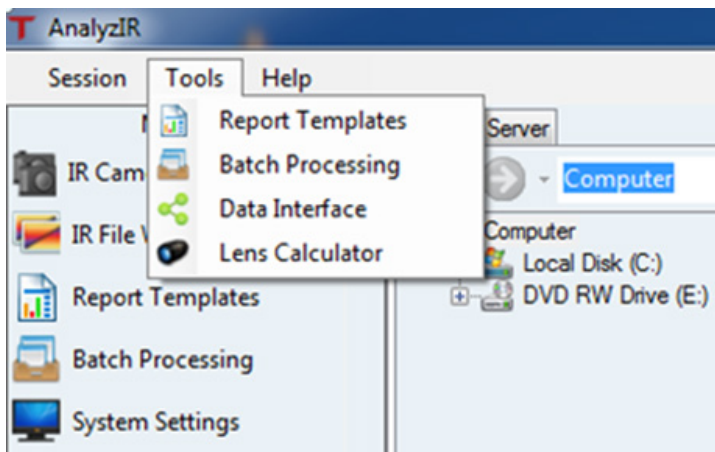 AnalyzIR
Session Tools Help
Report Templates
Batch Processing
Data Interface
Lens Calculator
IR Cam
IR File
Report Templates
Batch Processing
System Settings
Server
Computer
Computer
Local Disk (C:)
DVD RW Drive (E:)